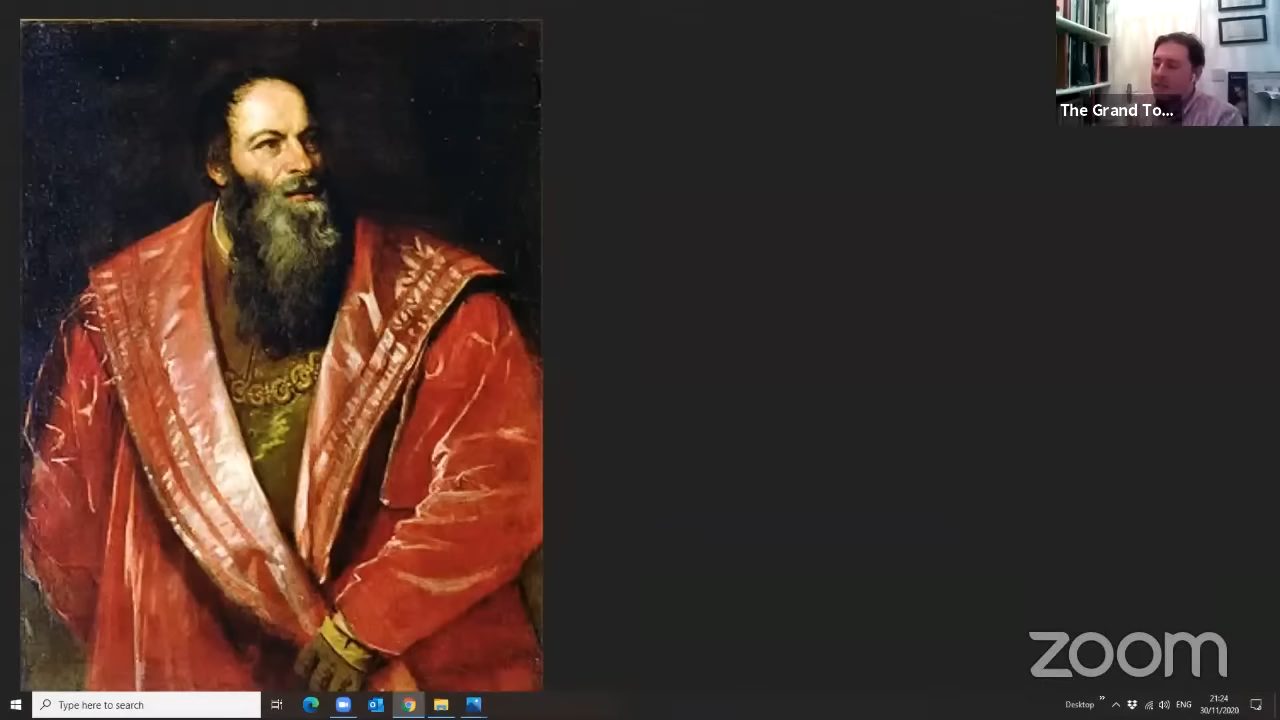 The Grand To...
zoom
Type here to search
Desktop
ENG
21:24
30/11/2020